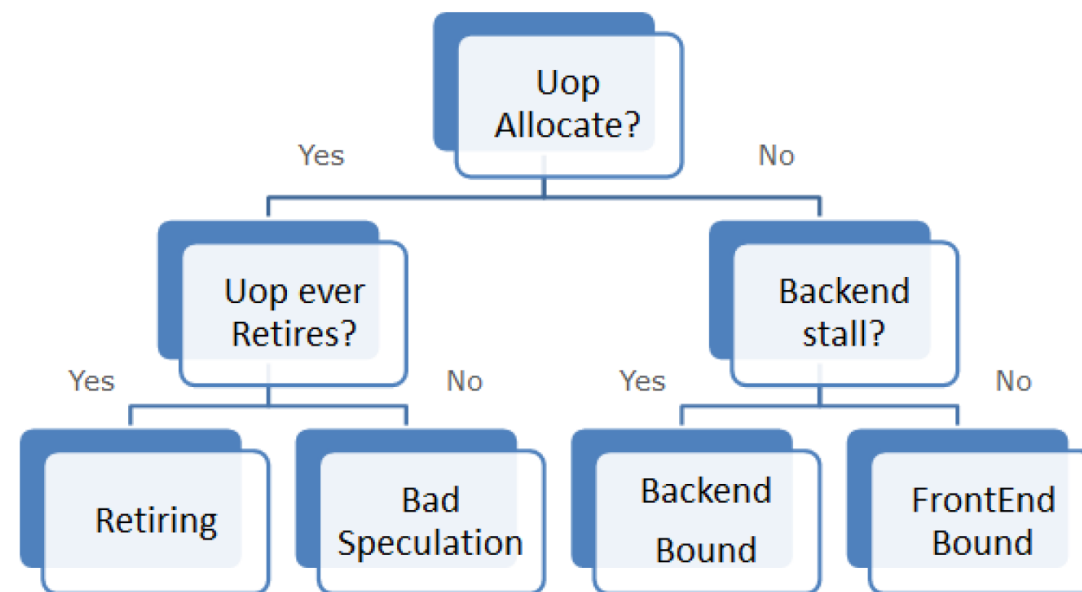 Uop
Allocate?
Yes
No
Uop ever
Retires?
Backend
stall?
Yes
No
Yes
No
Retiring
Bad
Speculation
Backend
Bound
FrontEnd
Bound